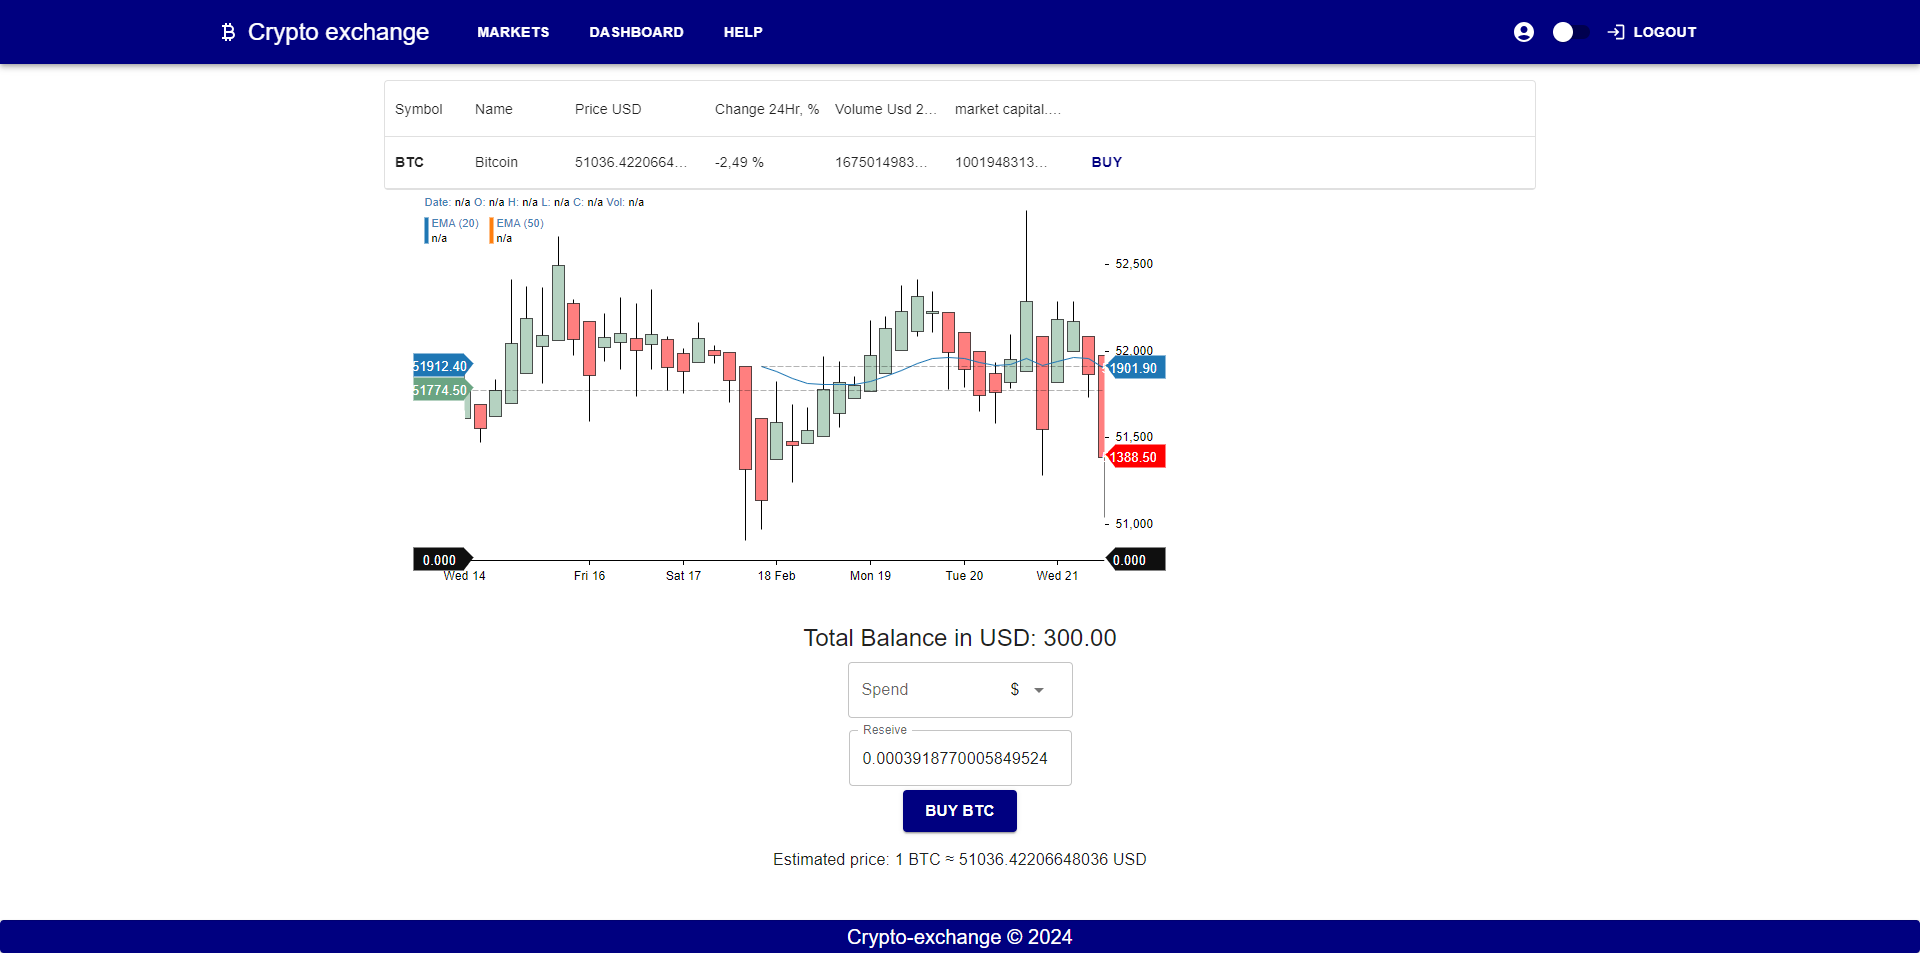 Crypto exchange MARKETS DASHBOARD HELP LOGOUT
Symbol Name Price USD Change 24Hr, % Volume Usd 2... market capital....
BTC Bitcoin 51036.4220664... -2,49 % 1675014983... 1001948313... BUY
Date: n/a O: n/a H: n/a L: n/a C: n/a Vol: n/a
EMA (20) EMA (50)
n/a n/a
52,500
52,000
51912.40 1901.90
51774.50
51,500
1388.50
51,000
0.000 0.000
Wed 14 Fri 16 Sat 17 18 Feb Mon 19 Tue 20 Wed 21
Total Balance in USD: 300.00
Spend $
Reseive
0.0003918770005849524
BUY BTC
Estimated price: 1 BTC ≈ 51036.42206648036 USD
Crypto-exchange © 2024